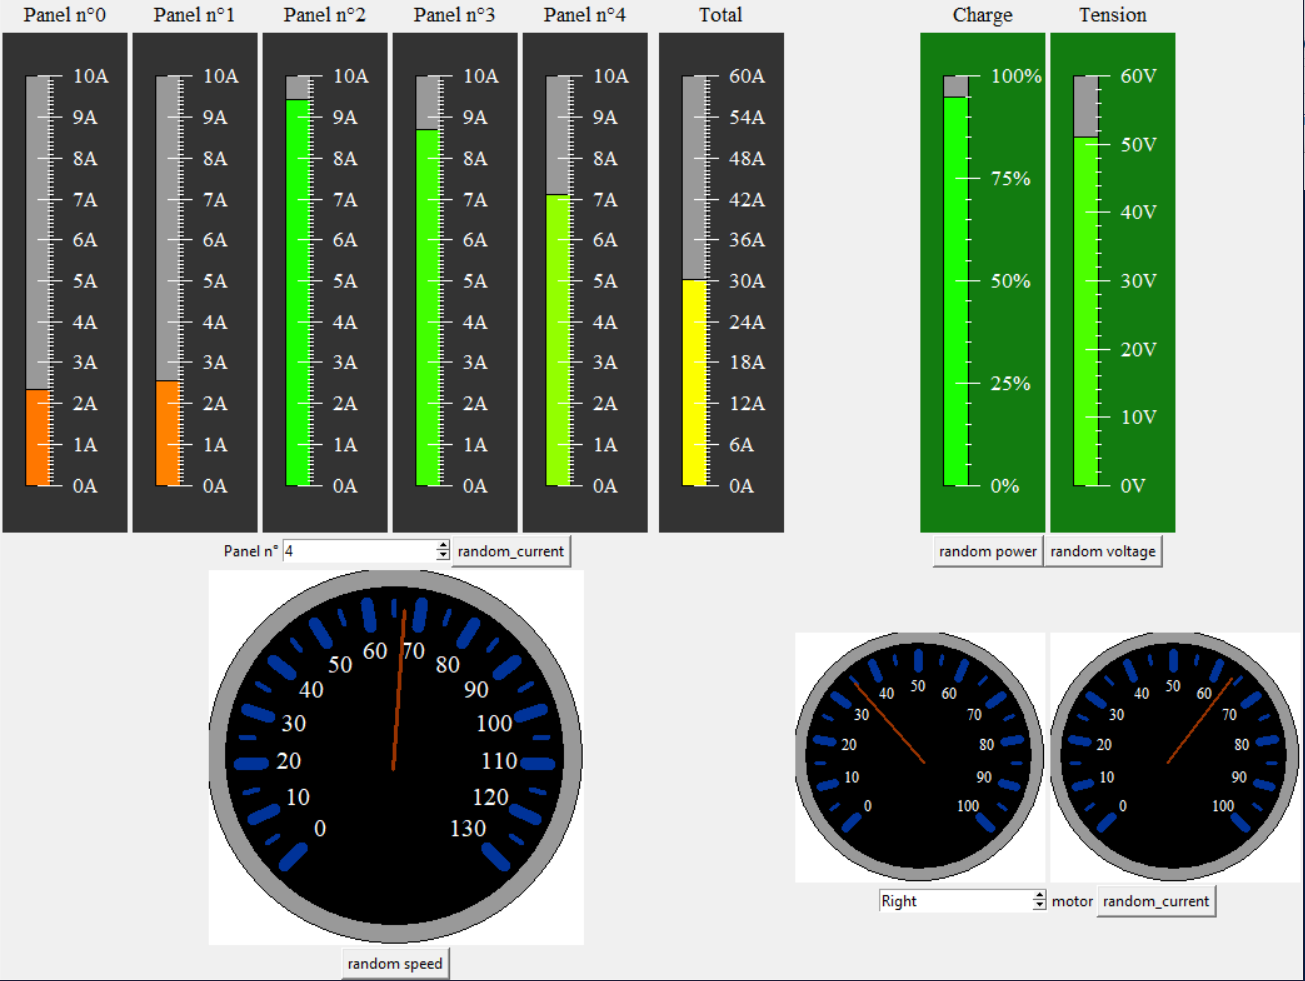 Panel n°0 Panel n°1 Panel n°2 Panel n°3 Panel n°4 Total Charge Tension
10A 10A 10A 10A 10A 60A 100% 60V
9A 9A 9A 9A 9A 54A 50V
8A 8A 8A 8A 8A 48A 75%
7A 7A 7A 7A 7A 42A 40V
6A 6A 6A 6A 6A 36A
5A 5A 5A 5A 5A 30A 50% 30V
4A 4A 4A 4A 4A 24A 20V
3A 3A 3A 3A 3A 18A 25%
2A 2A 2A 2A 2A 12A 10V
1A 1A 1A 1A 1A 6A
0A 0A 0A 0A 0A 0A 0% 0V
Panel n° 4 random_current random power random voltage
0 10 20 30 40 50 60 70 80 90 100 110 120 130
random speed
0 10 20 30 40 50 60 70 80 90 100
0 10 20 30 40 50 60 70 80 90 100
Right motor random_current